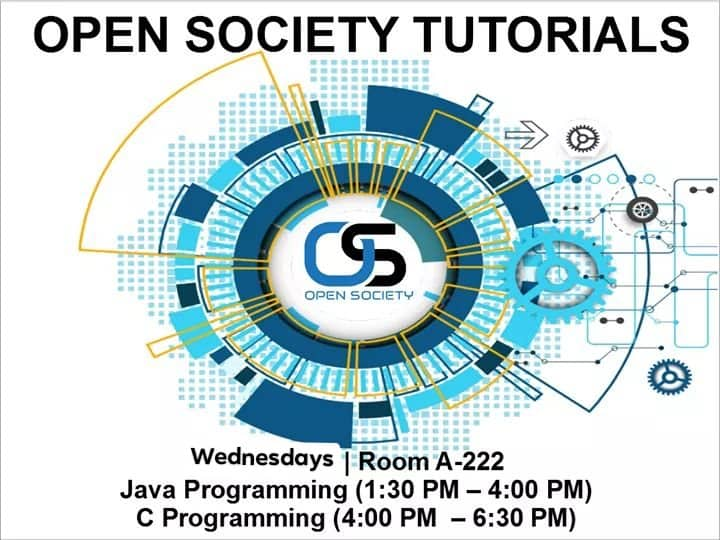 OPEN SOCIETY TUTORIALS
OS
OPEN SOCIETY
Wednesdays | Room A-222
Java Programming (1:30 PM – 4:00 PM)
C Programming (4:00 PM – 6:30 PM)